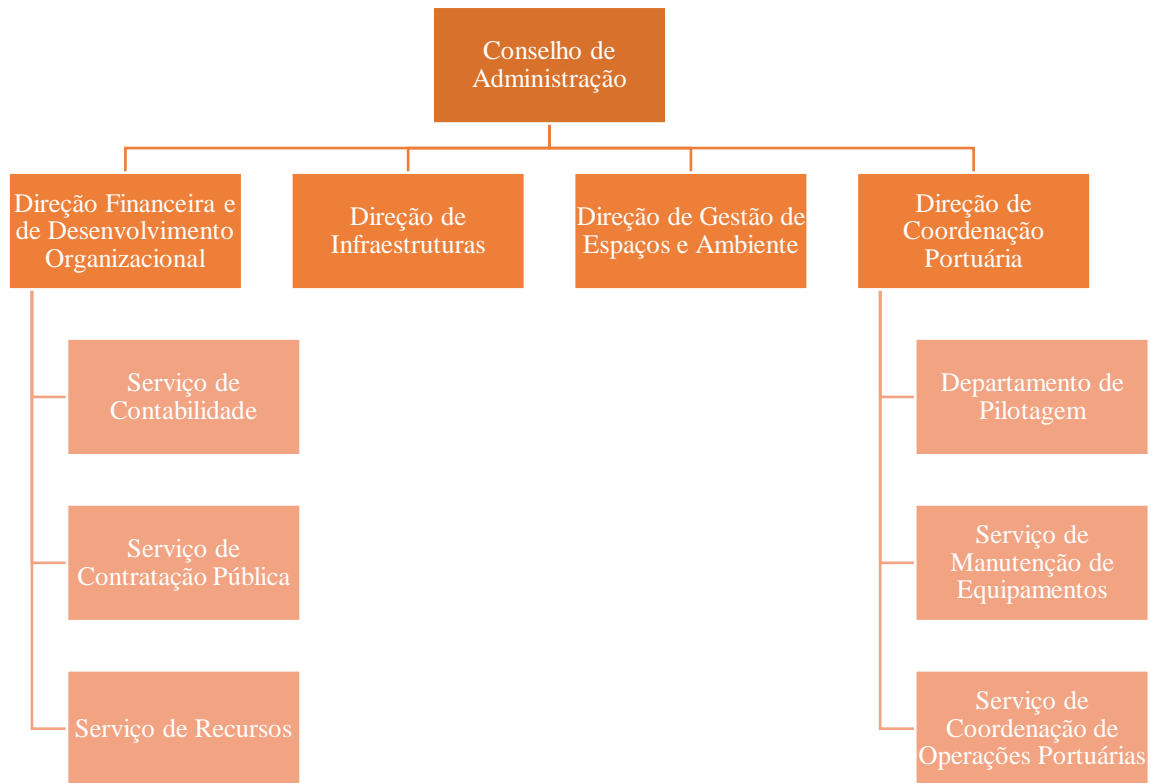 Conselho de
Administração
Direção Financeira e
de Desenvolvimento
Organizacional
Direção de
Infraestruturas
Direção de Gestão de
Espaços e Ambiente
Direção de
Coordenação
Portuária
Serviço de
Contabilidade
Serviço de
Contratação Pública
Serviço de Recursos
Departamento de
Pilotagem
Serviço de
Manutenção de
Equipamentos
Serviço de
Coordenação de
Operações Portuárias